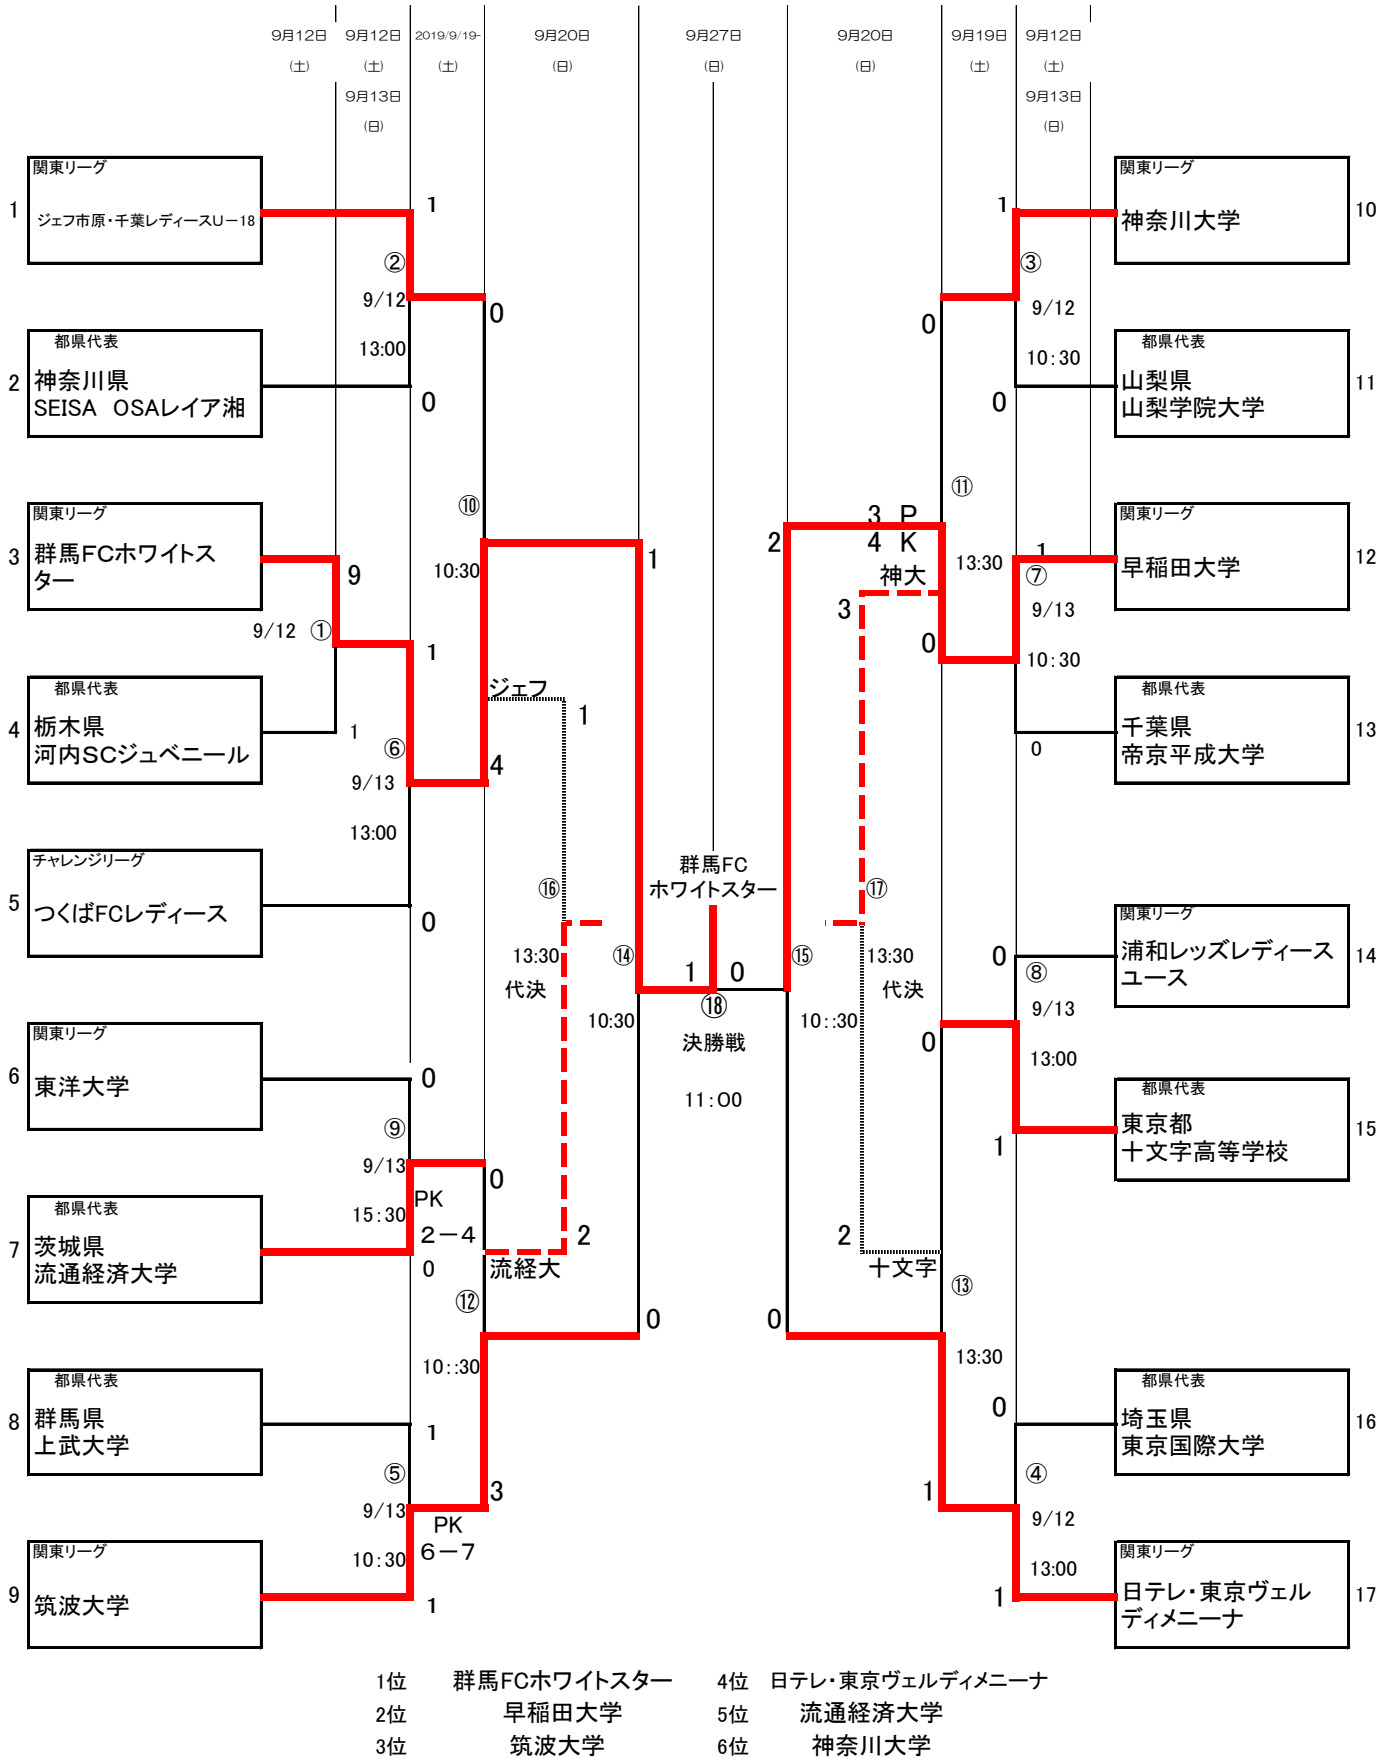 9月12日 9月12日 2019/9/19- 9月20日 9月27日 9月20日 9月19日 9月12日
(土) (土) (土) (日) (日) (日) (土) (土)
9月13日 9月13日
(日) (日)
関東リーグ
1 ジェフ市原・千葉レディースU-18
1
②
9/12
13:00
0
都県代表
2 神奈川県
SEISA OSAレイア湘
0
関東リーグ
3 群馬FCホワイトス
ター
9
9/12 ①
⑩
10:30
1
1
都県代表
4 栃木県
河内SCジュベニール
1
⑥
9/13
13:00
4
ジェフ
1
チャレンジリーグ
5 つくばFCレディース
0
⑯
13:30
代決
⑭
10:30
関東リーグ
6 東洋大学
0
⑨
9/13
15:30
PK
2-4
0
0
都県代表
7 茨城県
流通経済大学
流経大
2
⑫
10::30
0
都県代表
8 群馬県
上武大学
1
⑤
9/13
10:30
3
PK
6-7
関東リーグ
9 筑波大学
1
群馬FC
ホワイトスター
1 0
⑱
決勝戦
11:00
関東リーグ
神奈川大学 10
1
③
9/12
10:30
0
都県代表
山梨県
山梨学院大学 11
0
⑪
13:30
3 P
4 K
神大
2
3
0
関東リーグ
早稲田大学 12
1
⑦
9/13
10:30
都県代表
千葉県
帝京平成大学 13
0
⑰
13:30
代決
⑮
10::30
関東リーグ
浦和レッズレディース
ユース 14
0
⑧
9/13
13:00
0
都県代表
東京都
十文字高等学校 15
1
2
十文字
⑬
13:30
0
都県代表
埼玉県
東京国際大学 16
0
④
9/12
13:00
1
関東リーグ
日テレ・東京ヴェル
ディメニーナ 17
1
1位 群馬FCホワイトスター 4位 日テレ・東京ヴェルディメニーナ
2位 早稲田大学 5位 流通経済大学
3位 筑波大学 6位 神奈川大学